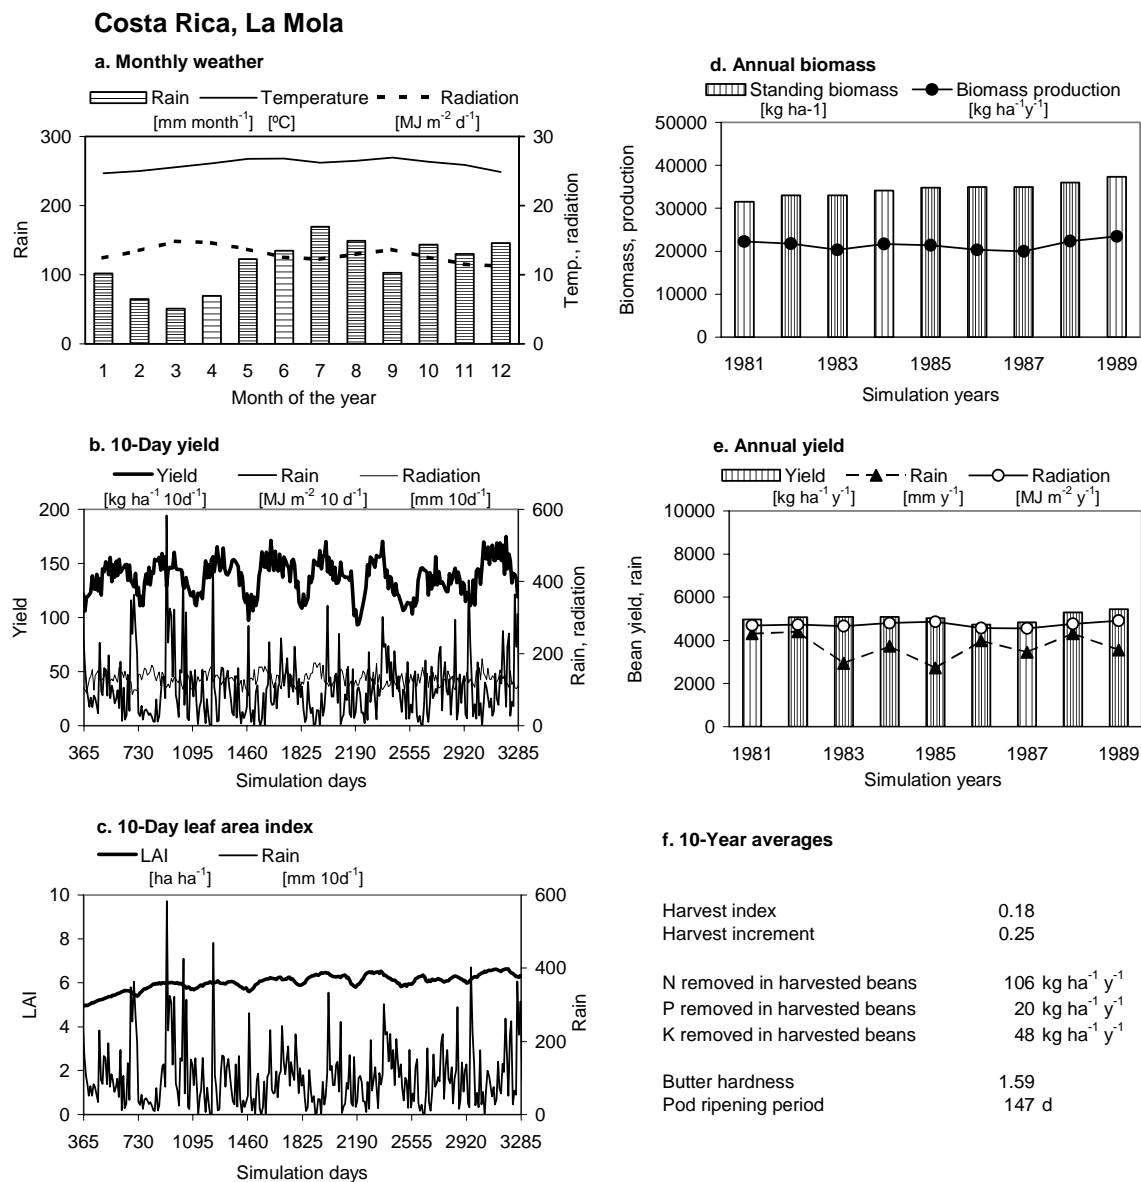 Costa Rica, La Mola
a. Monthly weather
Rain Temperature Radiation
[mm month⁻¹] [ºC] [MJ m⁻² d⁻¹]
300
200
100
0
Rain
30
20
10
0
Temp., radiation
1 2 3 4 5 6 7 8 9 10 11 12
Month of the year
b. 10-Day yield
Yield Rain Radiation
[kg ha⁻¹ 10d⁻¹] [MJ m⁻² 10 d⁻¹] [mm 10d⁻¹]
200
150
100
50
0
Yield
600
400
200
0
Rain, radiation
365 730 1095 1460 1825 2190 2555 2920 3285
Simulation days
c. 10-Day leaf area index
LAI Rain
[ha ha⁻¹] [mm 10d⁻¹]
10
8
6
4
2
0
LAI
600
400
200
0
Rain
365 730 1095 1460 1825 2190 2555 2920 3285
Simulation days
d. Annual biomass
Standing biomass Biomass production
[kg ha-1] [kg ha⁻¹y⁻¹]
50000
40000
30000
20000
10000
0
Biomass, production
1981 1983 1985 1987 1989
Simulation years
e. Annual yield
Yield Rain Radiation
[kg ha⁻¹ y⁻¹] [mm y⁻¹] [MJ m⁻² y⁻¹]
10000
8000
6000
4000
2000
0
Bean yield, rain
1981 1983 1985 1987 1989
Simulation years
f. 10-Year averages
Harvest index 0.18
Harvest increment 0.25
N removed in harvested beans 106 kg ha⁻¹ y⁻¹
P removed in harvested beans 20 kg ha⁻¹ y⁻¹
K removed in harvested beans 48 kg ha⁻¹ y⁻¹
Butter hardness 1.59
Pod ripening period 147 d